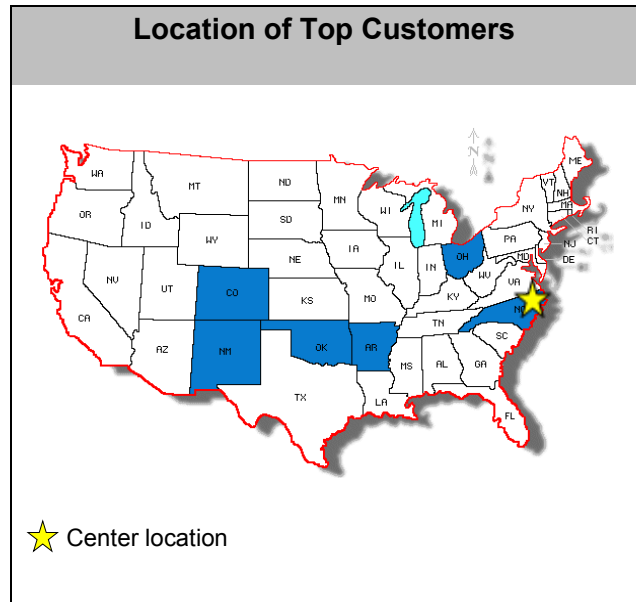 Location of Top Customers
N
ME
WA
VT
NH
MT
ND
MN
MA
OR
NY
WI
MI
SD
ID
RI
WY
CT
PA
IA
NJ
OH
NE
MD
DE
NV
IL
IN
WV
UT
VA
CO
KS
MO
KY
CA
NC
TN
OK
AR
SC
AZ
NM
MS
AL
GA
TX
LA
FL
Center location